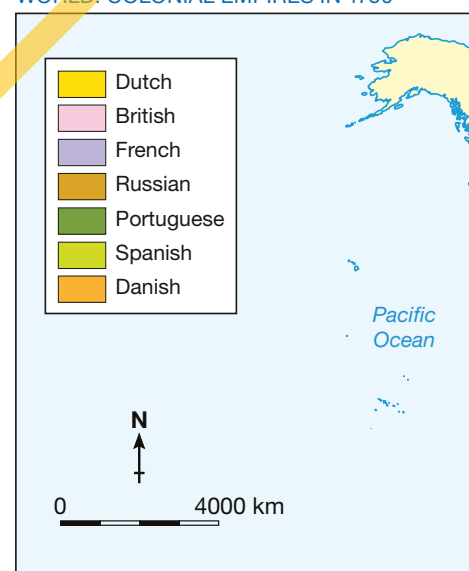 Dutch
British
French
Russian
Portuguese
Spanish
Danish
Pacific
Ocean
N
0 4000 km